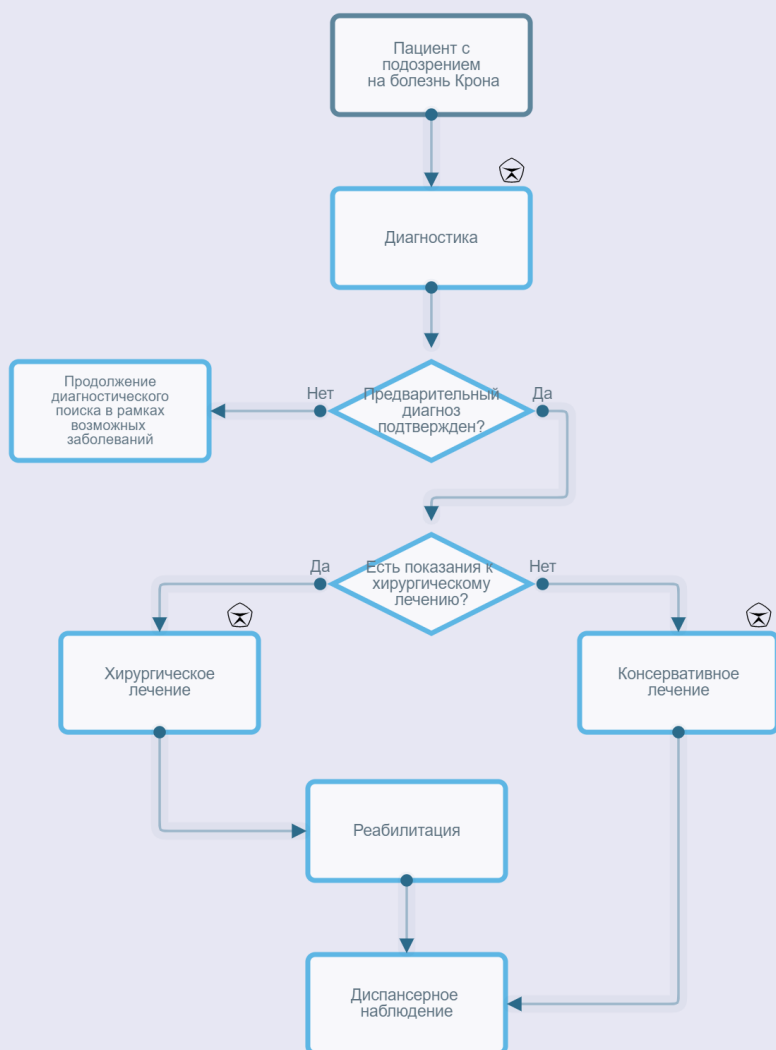 Пациент с
подозрением
на болезнь Крона
Диагностика
Продолжение
диагностического
поиска в рамках
возможных
заболеваний
Нет
Предварительный
диагноз
подтвержден?
Да
Да
Есть показания к
хирургическому
лечению?
Нет
Хирургическое
лечение
Консервативное
лечение
Реабилитация
Диспансерное
наблюдение